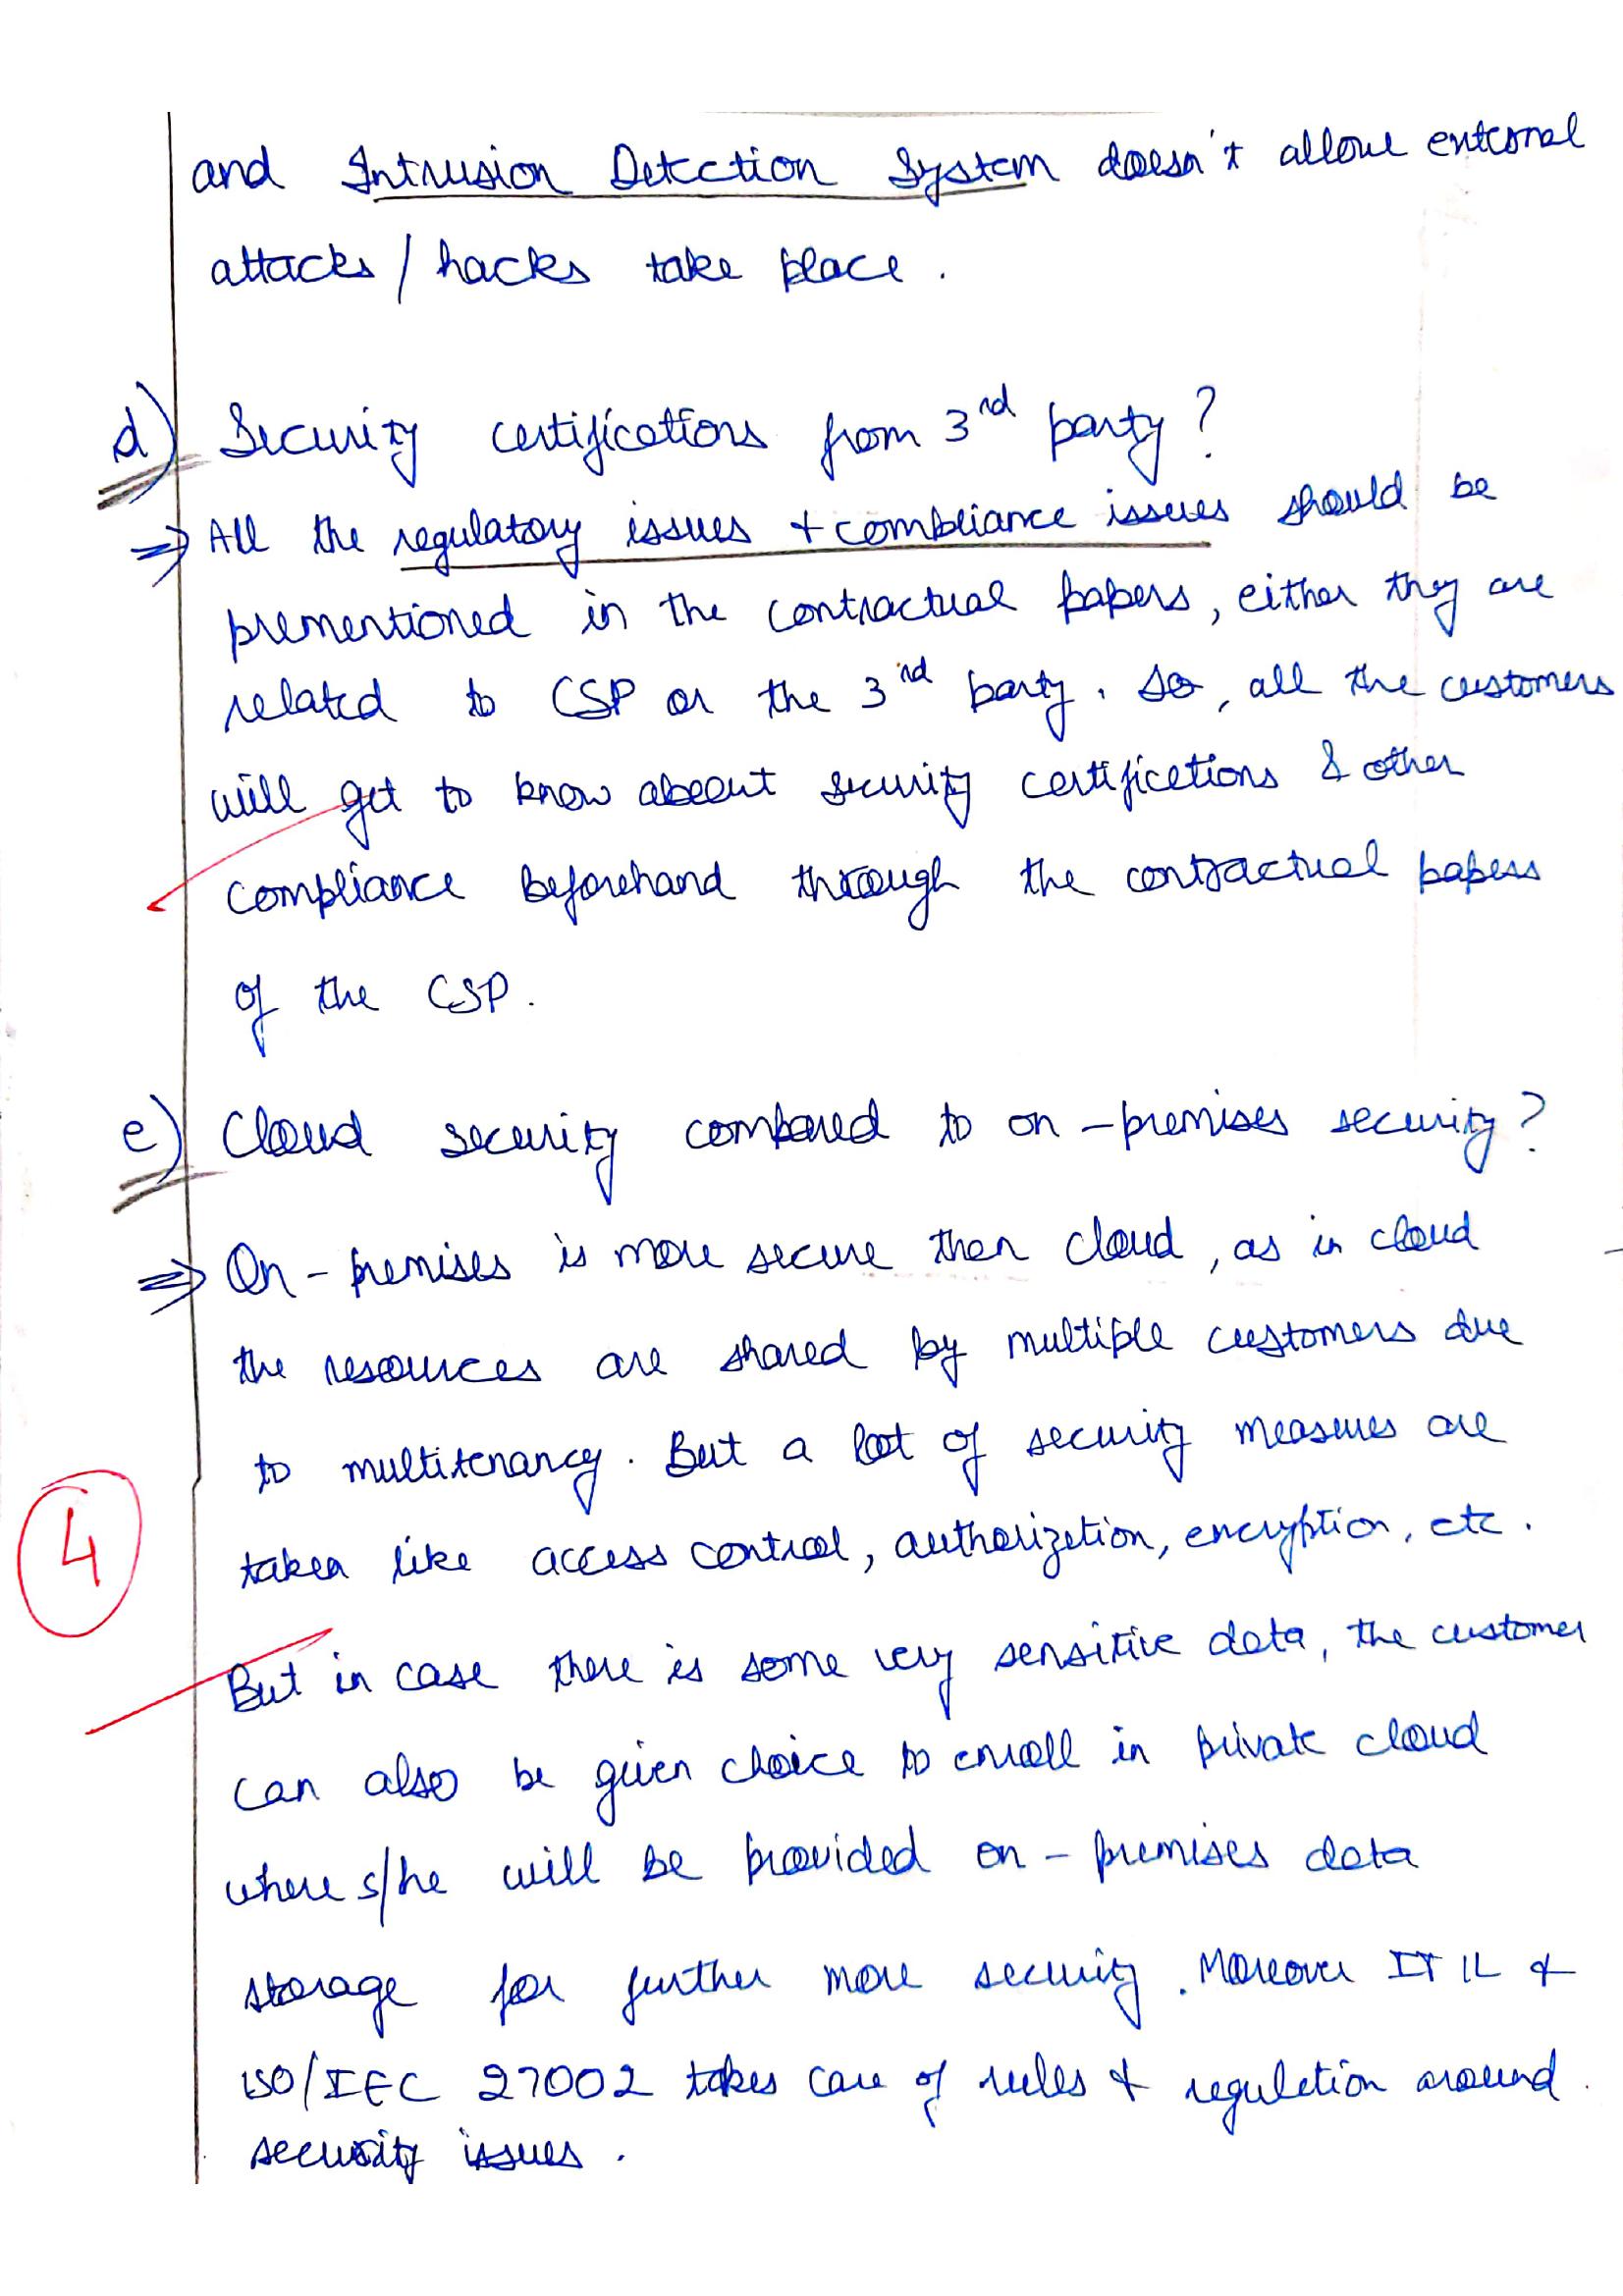 and Intrusion Detection System doesn't allow external
attacks / hacks take place.
d) Security certifications from 3rd party?
⇒ All the regulatory issues + compliance issues should be
prementioned in the contractual papers, either they are
related to CSP or the 3rd party. So, all the customers
will get to know about security certifications & other
compliance beforehand through the contractual papers
of the CSP.
e) Cloud security compared to on-premises security?
⇒ On-premises is more secure than cloud, as in cloud
the resources are shared by multiple customers due
to multitenancy. But a lot of security measures are
taken like access control, authorization, encryption, etc.
4
But in case there is some very sensitive data, the customer
can also be given choice to enroll in private cloud
where s/he will be provided on-premises data
storage for further more security. Moreover ITIL &
ISO/IEC 27002 takes care of rules & regulation around
security issues.